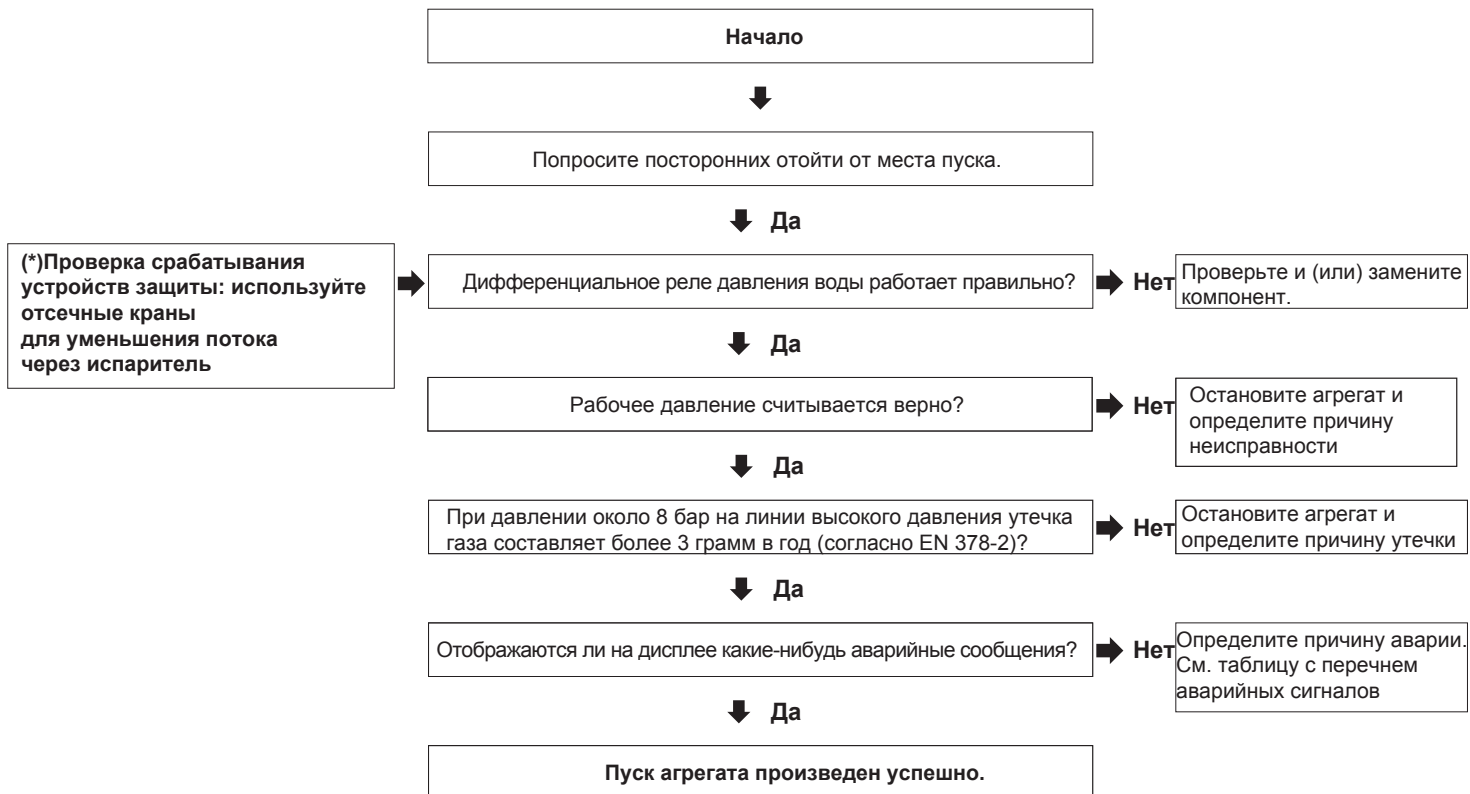 Начало
Попросите посторонних отойти от места пуска.
Да
(*)Проверка срабатывания
устройств защиты: используйте
отсечные краны
для уменьшения потока
через испаритель
Дифференциальное реле давления воды работает правильно?
Нет
Проверьте и (или) замените
компонент.
Да
Рабочее давление считывается верно?
Нет
Остановите агрегат и
определите причину
неисправности
Да
При давлении около 8 бар на линии высокого давления утечка
газа составляет более 3 грамм в год (согласно EN 378-2)?
Нет
Остановите агрегат и
определите причину утечки
Да
Отображаются ли на дисплее какие-нибудь аварийные сообщения?
Нет
Определите причину аварии.
См. таблицу с перечнем
аварийных сигналов
Да
Пуск агрегата произведен успешно.